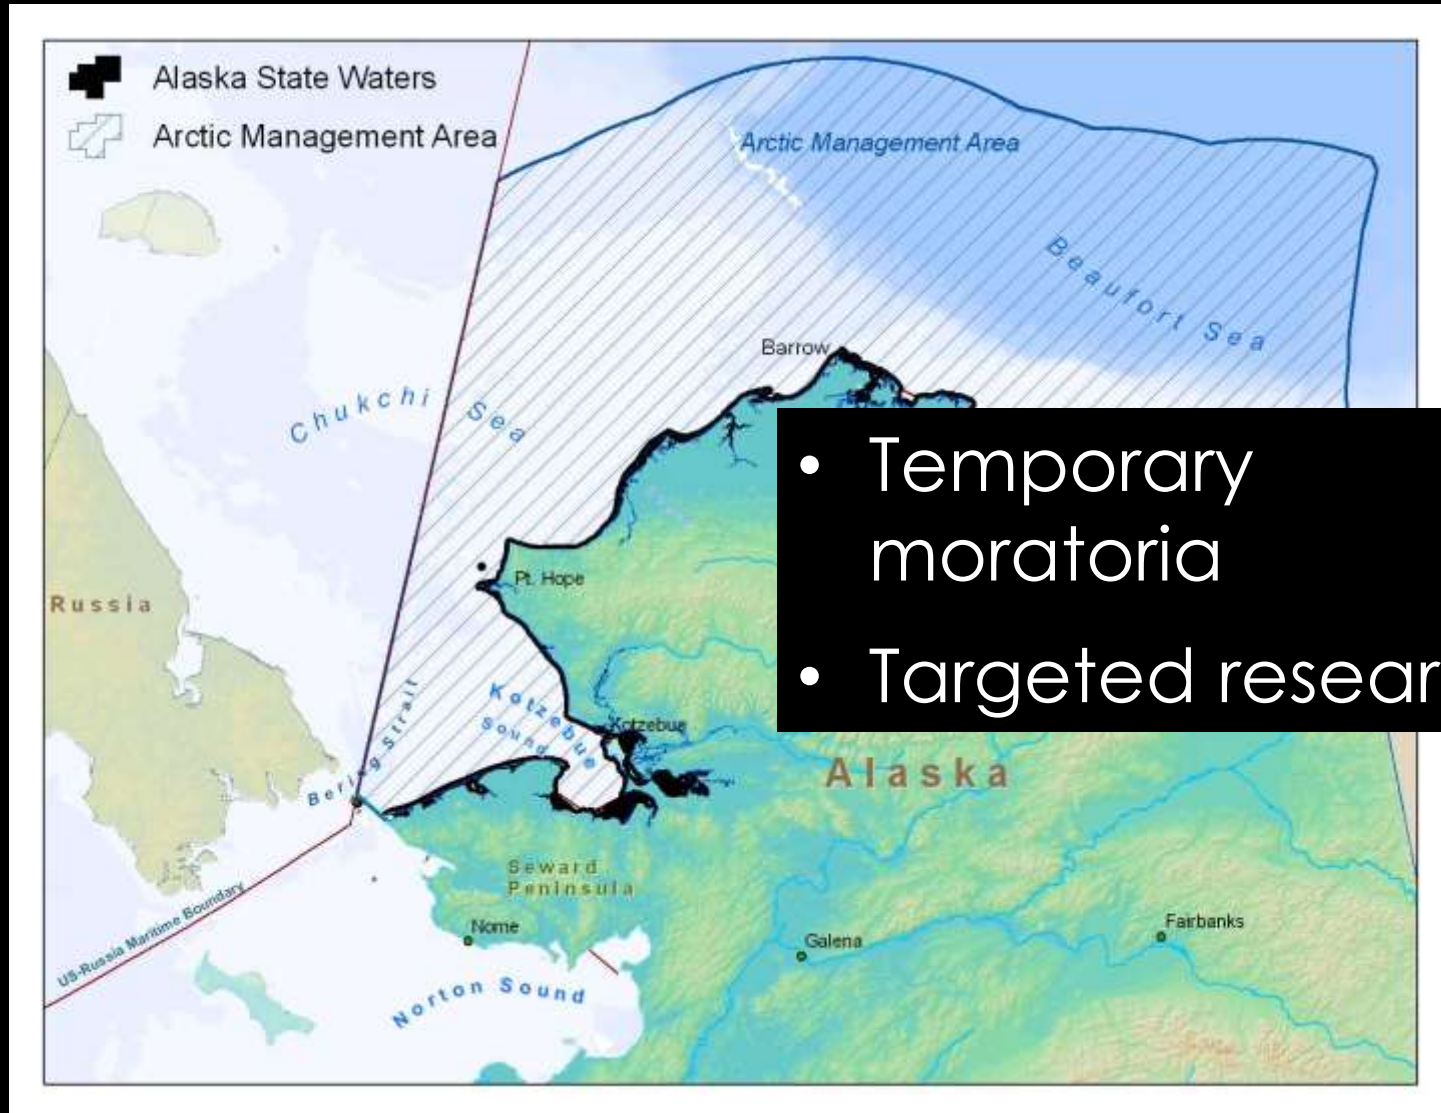 Alaska State Waters
Arctic Management Area
Arctic Management Area
Beaufort Sea
Barrow
Chukchi Sea
• Temporary
moratoria
• Targeted resear
Pt. Hope
Russia
Kotzebue
Sound
Kotzebue
Bering Strait
Alaska
Seward
Peninsula
US-Russia Maritime Boundary
Nome
Fairbanks
Galena
Norton Sound